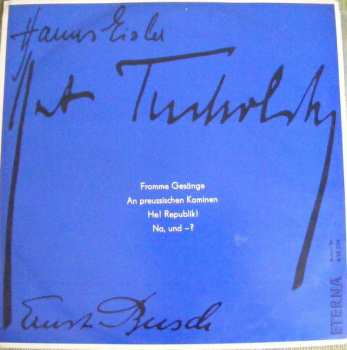 Hanns Eisler
Kurt Tucholsky
Fromme Gesänge
An preussischen Kaminen
He! Republik!
Na, und –?
Ernst Busch
ETERNA